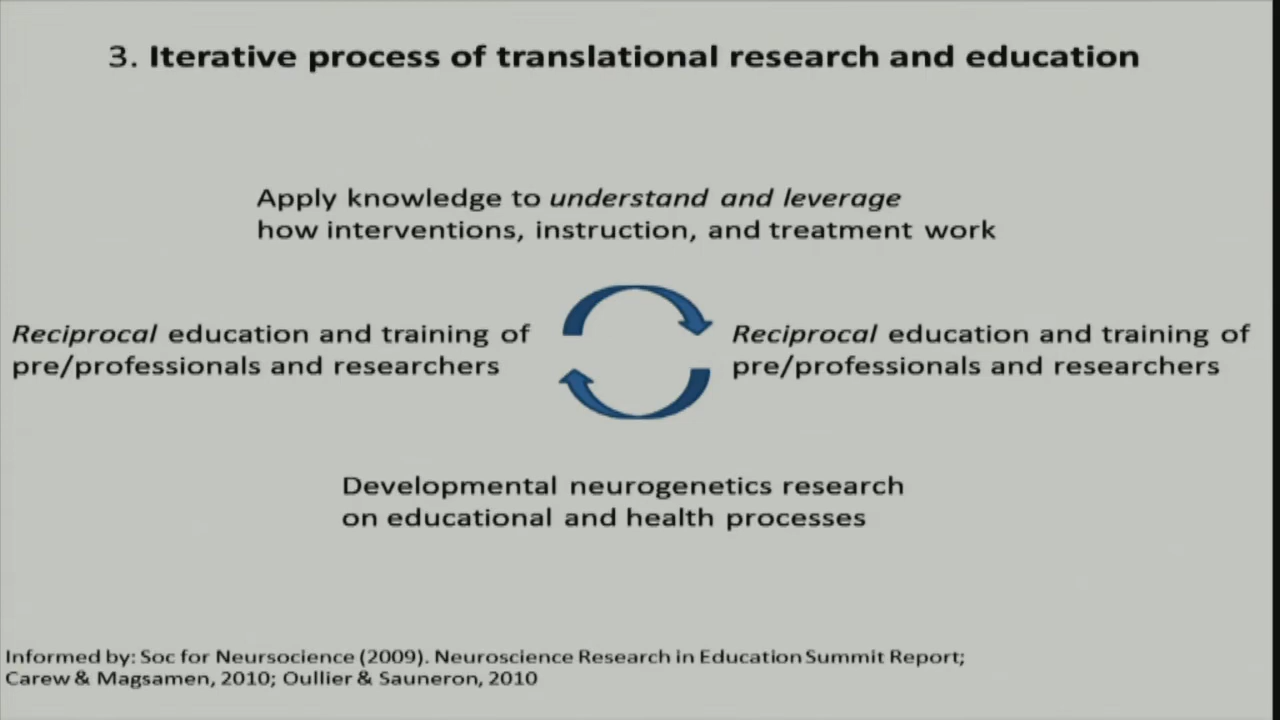 3. Iterative process of translational research and education
Apply knowledge to understand and leverage
how interventions, instruction, and treatment work
Reciprocal education and training of
pre/professionals and researchers
Reciprocal education and training of
pre/professionals and researchers
Developmental neurogenetics research
on educational and health processes
Informed by: Soc for Neursocience (2009). Neuroscience Research in Education Summit Report;
Carew & Magsamen, 2010; Oullier & Sauneron, 2010